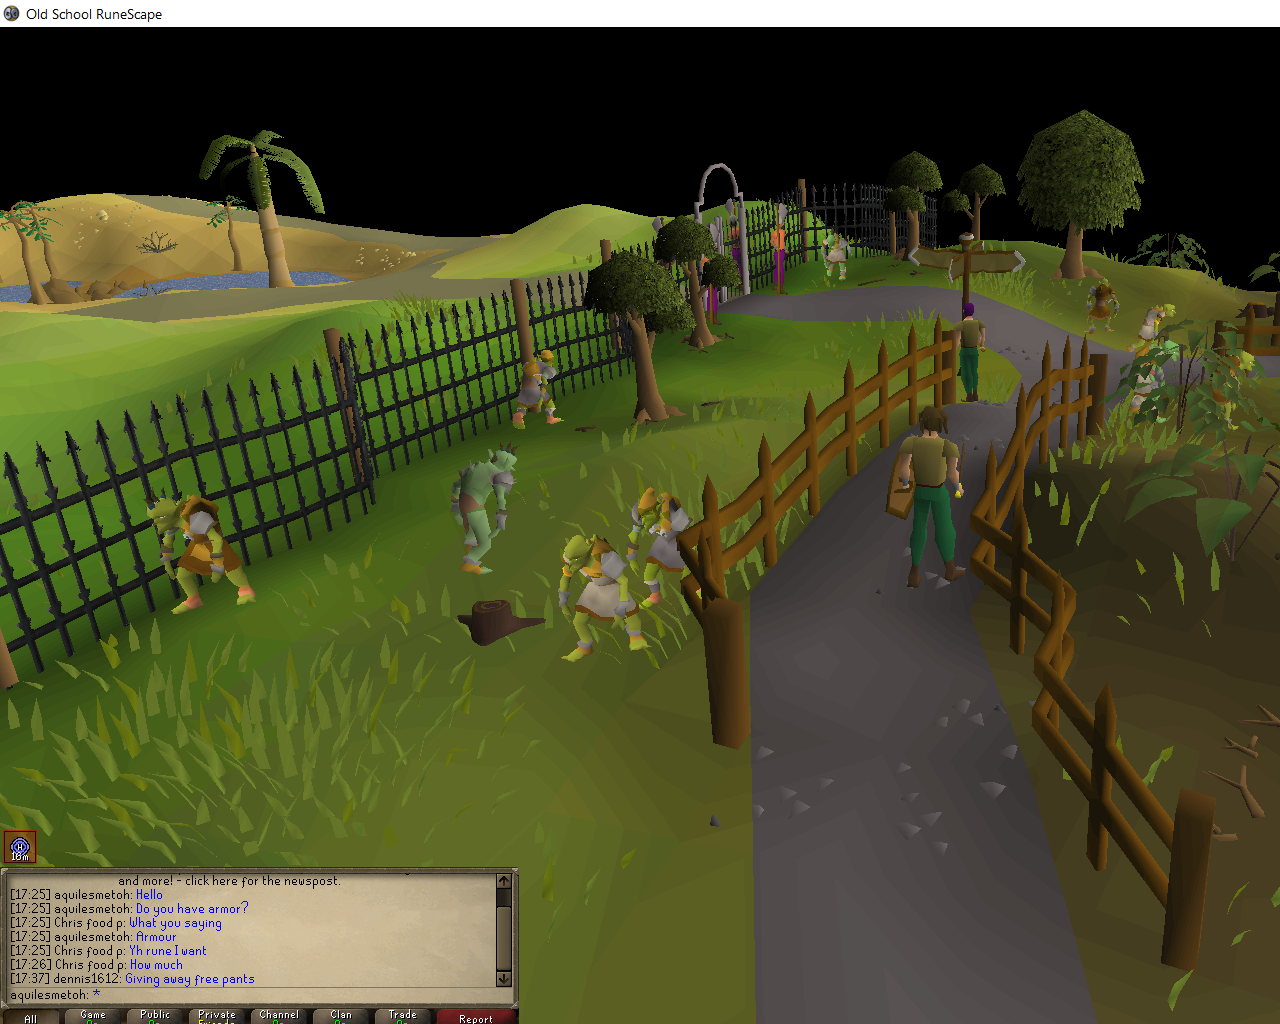 Old School RuneScape
16m
and more! - click here for the newspost.
[17:25] aquilesmetoh: Hello
[17:25] aquilesmetoh: Do you have armor?
[17:25] Chris food p: What you saying
[17:25] aquilesmetoh: Armour
[17:25] Chris food p: Yh rune I want
[17:26] Chris food p: How much
[17:37] dennis1612: Giving away free pants
aquilesmetoh: *
All Game Public Private Channel Clan Trade Report